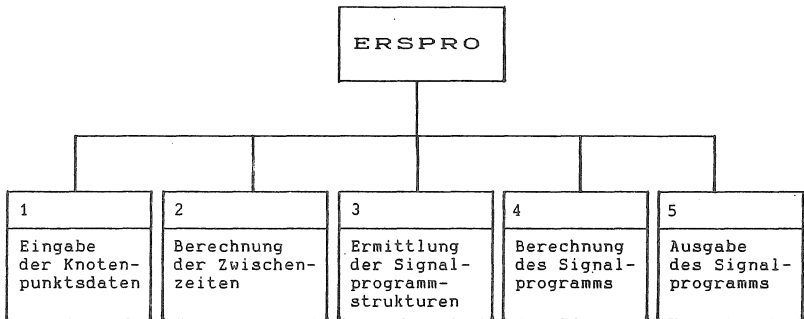 ERSPRO
1
Eingabe
der Knoten-
punktsdaten
2
Berechnung
der Zwischen-
zeiten
3
Ermittlung
der Signal-
programm-
strukturen
4
Berechnung
des Signal-
programms
5
Ausgabe
des Signal-
programms